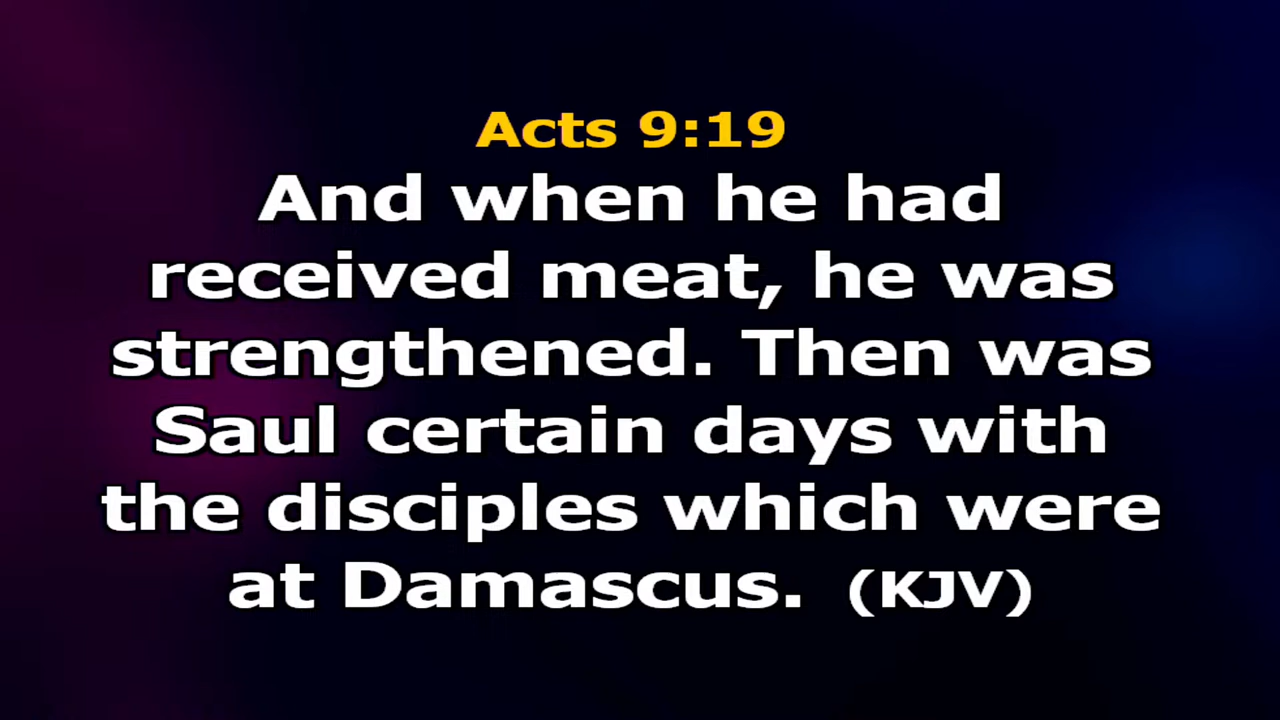 Acts 9:19
And when he had
received meat, he was
strengthened. Then was
Saul certain days with
the disciples which were
at Damascus. (KJV)